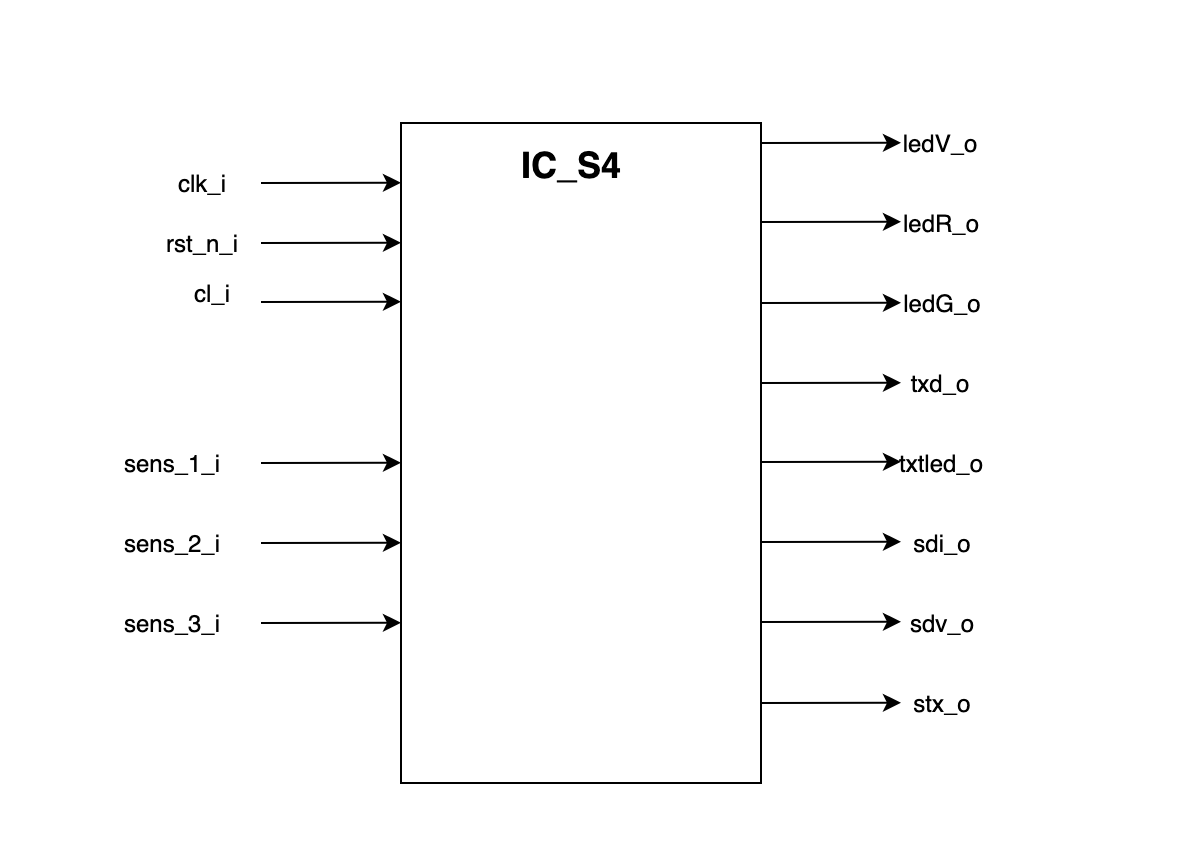 IC_S4
clk_i
rst_n_i
cl_i
sens_1_i
sens_2_i
sens_3_i
ledV_o
ledR_o
ledG_o
txd_o
txtled_o
sdi_o
sdv_o
stx_o